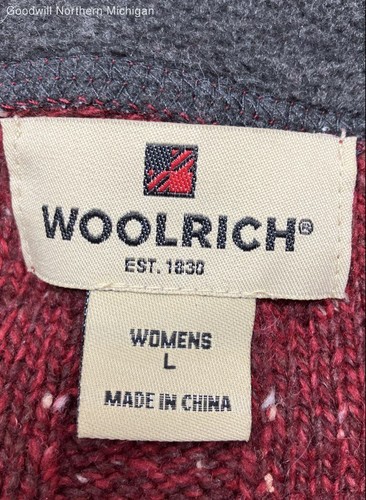 Goodwill Northern Michigan
WOOLRICH®
EST. 1830
WOMENS
L
MADE IN CHINA